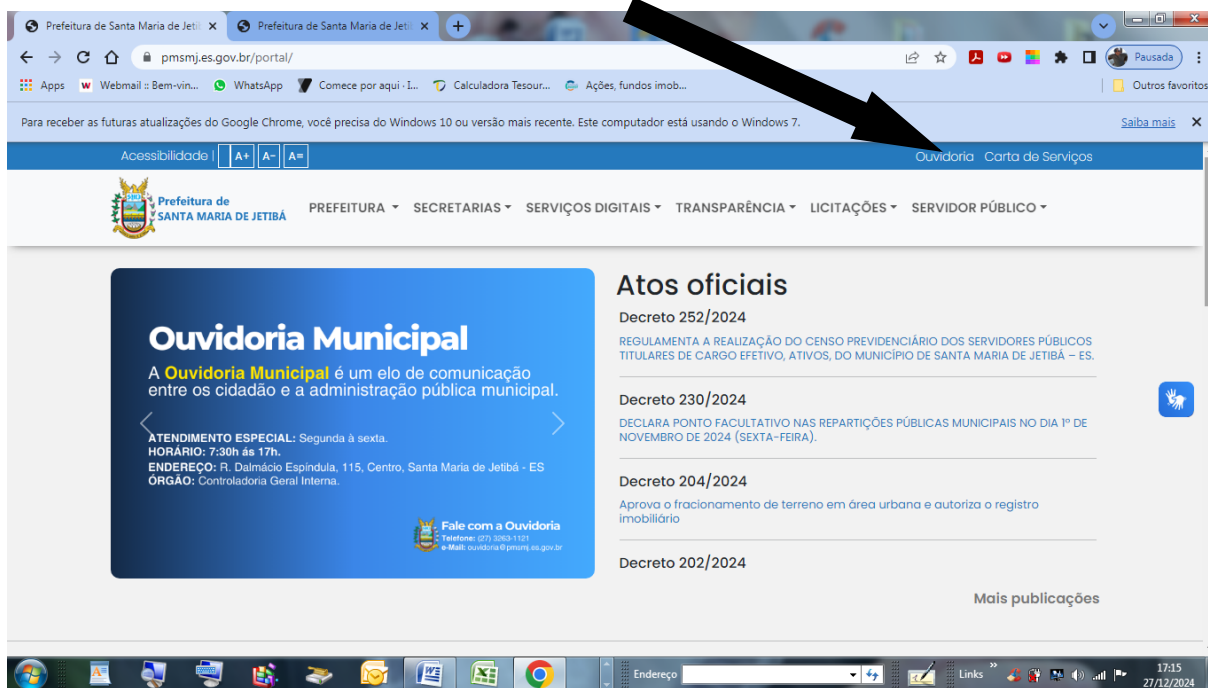 Prefeitura de Santa Maria de Jeti
Prefeitura de Santa Maria de Jeti
pmsmj.es.gov.br/portal/
Pausada
Apps
Webmail :: Bem-vin...
WhatsApp
Comece por aqui · I...
Calculadora Tesour...
Ações, fundos imob...
Outros favoritos
Para receber as futuras atualizações do Google Chrome, você precisa do Windows 10 ou versão mais recente. Este computador está usando o Windows 7.
Saiba mais
Acessibilidade | A+ A- A=
Ouvidoria Carta de Serviços
Prefeitura de
SANTA MARIA DE JETIBÁ
PREFEITURA SECRETARIAS SERVIÇOS DIGITAIS TRANSPARÊNCIA LICITAÇÕES SERVIDOR PÚBLICO
Ouvidoria Municipal
A Ouvidoria Municipal é um elo de comunicação
entre os cidadão e a administração pública municipal.
ATENDIMENTO ESPECIAL: Segunda à sexta.
HORÁRIO: 7:30h ás 17h.
ENDEREÇO: R. Dalmácio Espíndula, 115, Centro, Santa Maria de Jetibá - ES
ÓRGÃO: Controladoria Geral Interna.
Fale com a Ouvidoria
Telefone: (27) 3263-1121
e-Mail: ouvidoria@pmsmj.es.gov.br
Atos oficiais
Decreto 252/2024
REGULAMENTA A REALIZAÇÃO DO CENSO PREVIDENCIÁRIO DOS SERVIDORES PÚBLICOS
TITULARES DE CARGO EFETIVO, ATIVOS, DO MUNICÍPIO DE SANTA MARIA DE JETIBÁ – ES.
Decreto 230/2024
DECLARA PONTO FACULTATIVO NAS REPARTIÇÕES PÚBLICAS MUNICIPAIS NO DIA 1º DE
NOVEMBRO DE 2024 (SEXTA-FEIRA).
Decreto 204/2024
Aprova o fracionamento de terreno em área urbana e autoriza o registro
imobiliário
Decreto 202/2024
Mais publicações
Endereço
Links
17:15
27/12/2024